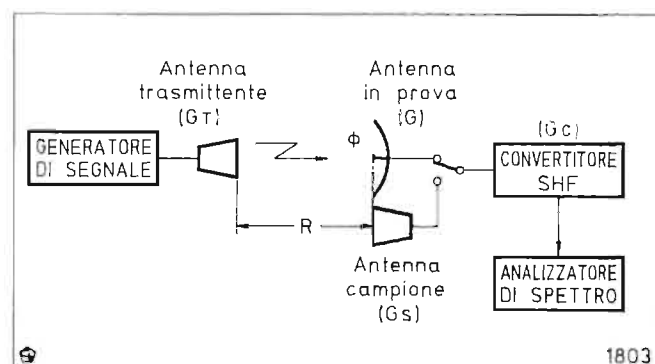 Antenna
trasmittente
(GT)
Antenna
in prova
(G)
GENERATORE
DI SEGNALE
Φ
(Gc)
CONVERTITORE
SHF
R
Antenna
campione
(Gs)
ANALIZZATORE
DI SPETTRO
1803